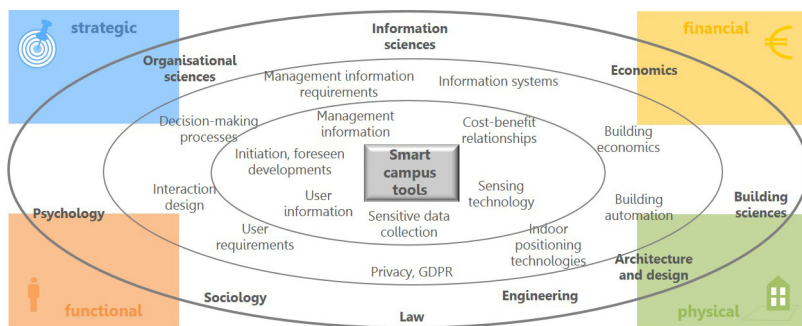 strategic
Information
sciences
financial
€
Organisational
sciences
Management information
requirements
Information systems
Economics
Decision-making
processes
Management
information
Cost-benefit
relationships
Building
economics
Initiation, foreseen
developments
Smart
campus
tools
Interaction
design
User
information
Sensing
technology
Building
automation
Psychology
Building
sciences
Sensitive data
collection
User
requirements
Indoor
positioning
technologies
Architecture
and design
Privacy, GDPR
Sociology
Engineering
functional
Law
physical